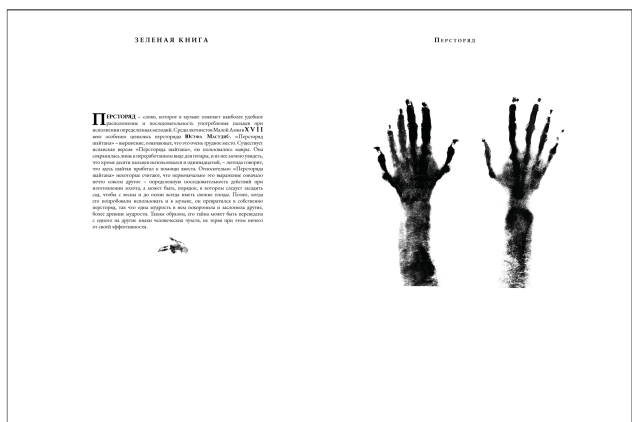 ЗЕЛЕНАЯ КНИГА
Персторяд
ПЕРСТОРЯД – слово, которое в музыке означает наиболее удобное
расположение и последовательность употребления пальцев при
исполнении определенных мелодий. Среди лютнистов Малой Азии в XVII
веке особенно ценились персторяды Юсуфа Масуди. «Персторяд
шайтана» – выражение, означающее, что это очень трудное место. Существует
испанская версия «Персторяда шайтана», ею пользовались мавры. Она
сохранилась лишь в переработанном виде для гитары, и из нее можно увидеть,
что кроме десяти пальцев использовался и одиннадцатый, – легенда говорит,
что здесь шайтан прибегал к помощи хвоста. Относительно «Персторяда
шайтана» некоторые считают, что первоначально это выражение означало
нечто совсем другое – определенную последовательность действий при
изготовлении золота, а может быть, порядок, в котором следует засадить
сад, чтобы с весны и до осени всегда иметь свежие плоды. Позже, когда
его попробовали использовать и в музыке, он превратился в собственно
персторяд, так что одна мудрость в нем похоронила и заслонила другие,
более древние мудрости. Таким образом, его тайна может быть переведена
с одного на другие языки человеческих чувств, не теряя при этом ничего
от своей эффективности.